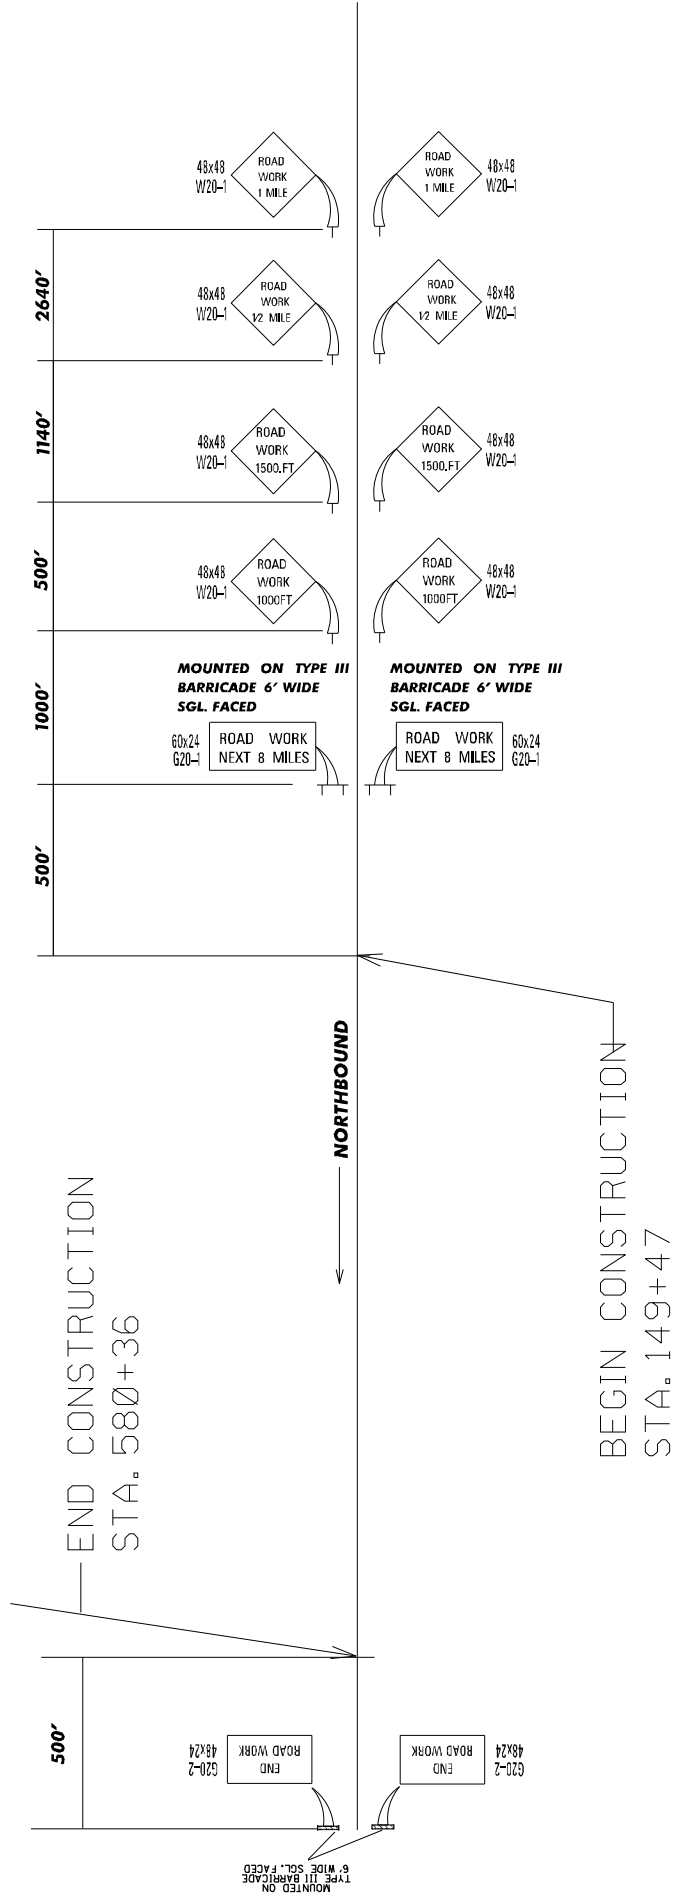 48x48
W20-1
ROAD
WORK
1 MILE
ROAD
WORK
1 MILE
48x48
W20-1
2640'
48x48
W20-1
ROAD
WORK
1/2 MILE
ROAD
WORK
1/2 MILE
48x48
W20-1
1140'
48x48
W20-1
ROAD
WORK
1500.FT
ROAD
WORK
1500.FT
48x48
W20-1
500'
48x48
W20-1
ROAD
WORK
1000FT
ROAD
WORK
1000FT
48x48
W20-1
1000'
MOUNTED ON TYPE III
BARRICADE 6' WIDE
SGL. FACED
MOUNTED ON TYPE III
BARRICADE 6' WIDE
SGL. FACED
60x24
G20-1
ROAD WORK
NEXT 8 MILES
ROAD WORK
NEXT 8 MILES
60x24
G20-1
500'
NORTHBOUND
BEGIN CONSTRUCTION
STA. 149+47
END CONSTRUCTION
STA. 580+36
500'
G20-2
48x24
END
ROAD WORK
END
ROAD WORK
G20-2
48x24
MOUNTED ON
TYPE III BARRICADE
6' WIDE SGL. FACED